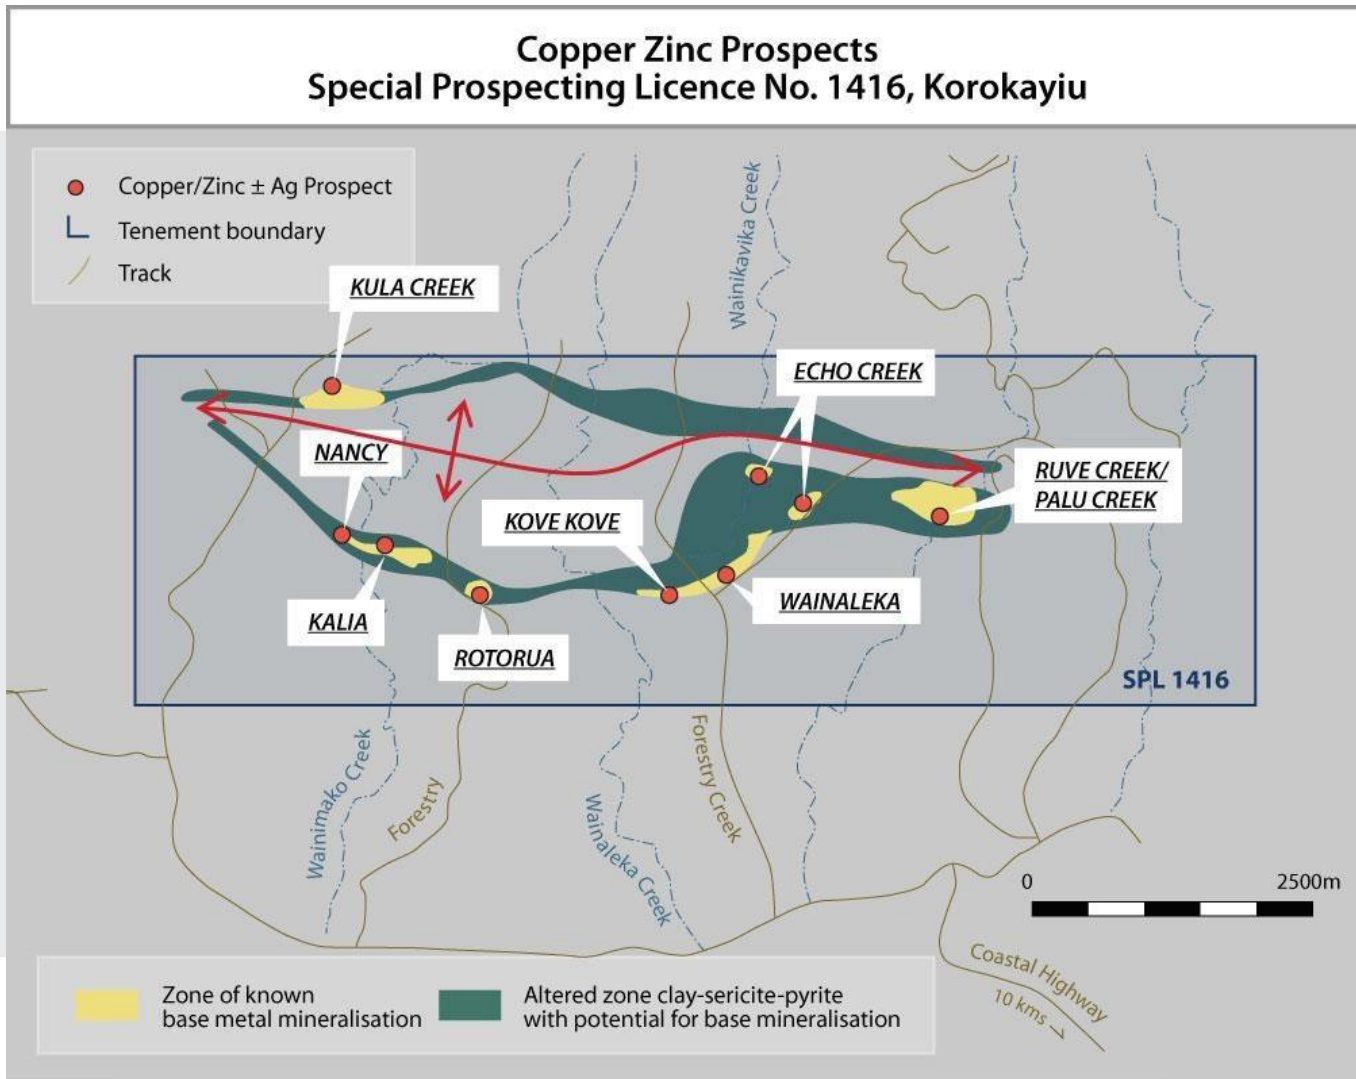 Copper Zinc Prospects
Special Prospecting Licence No. 1416, Korokayiu
Copper/Zinc ± Ag Prospect
Tenement boundary
Track
KULA CREEK
Wainikavika Creek
ECHO CREEK
NANCY
RUVE CREEK/
PALU CREEK
KOVE KOVE
KALIA
WAINALEKA
ROTORUA
SPL 1416
Wainimako Creek
Forestry
Wainaleka Creek
Forestry Creek
0 2500m
Coastal Highway
10 kms
Zone of known
base metal mineralisation
Altered zone clay-sericite-pyrite
with potential for base mineralisation